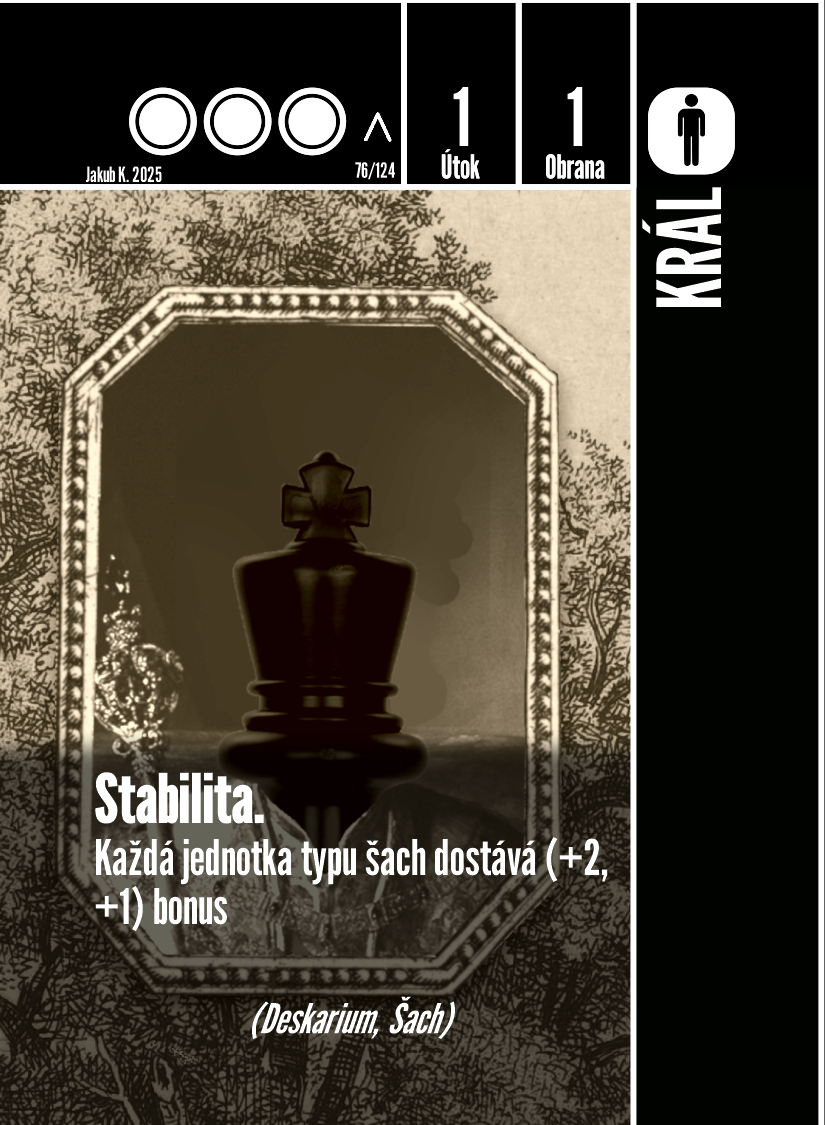 Jakub K. 2025
76/124
1
Útok
1
Obrana
KRÁL
Stabilita.
Každá jednotka typu šach dostává (+2,
+1) bonus
(Deskarium, Šach)